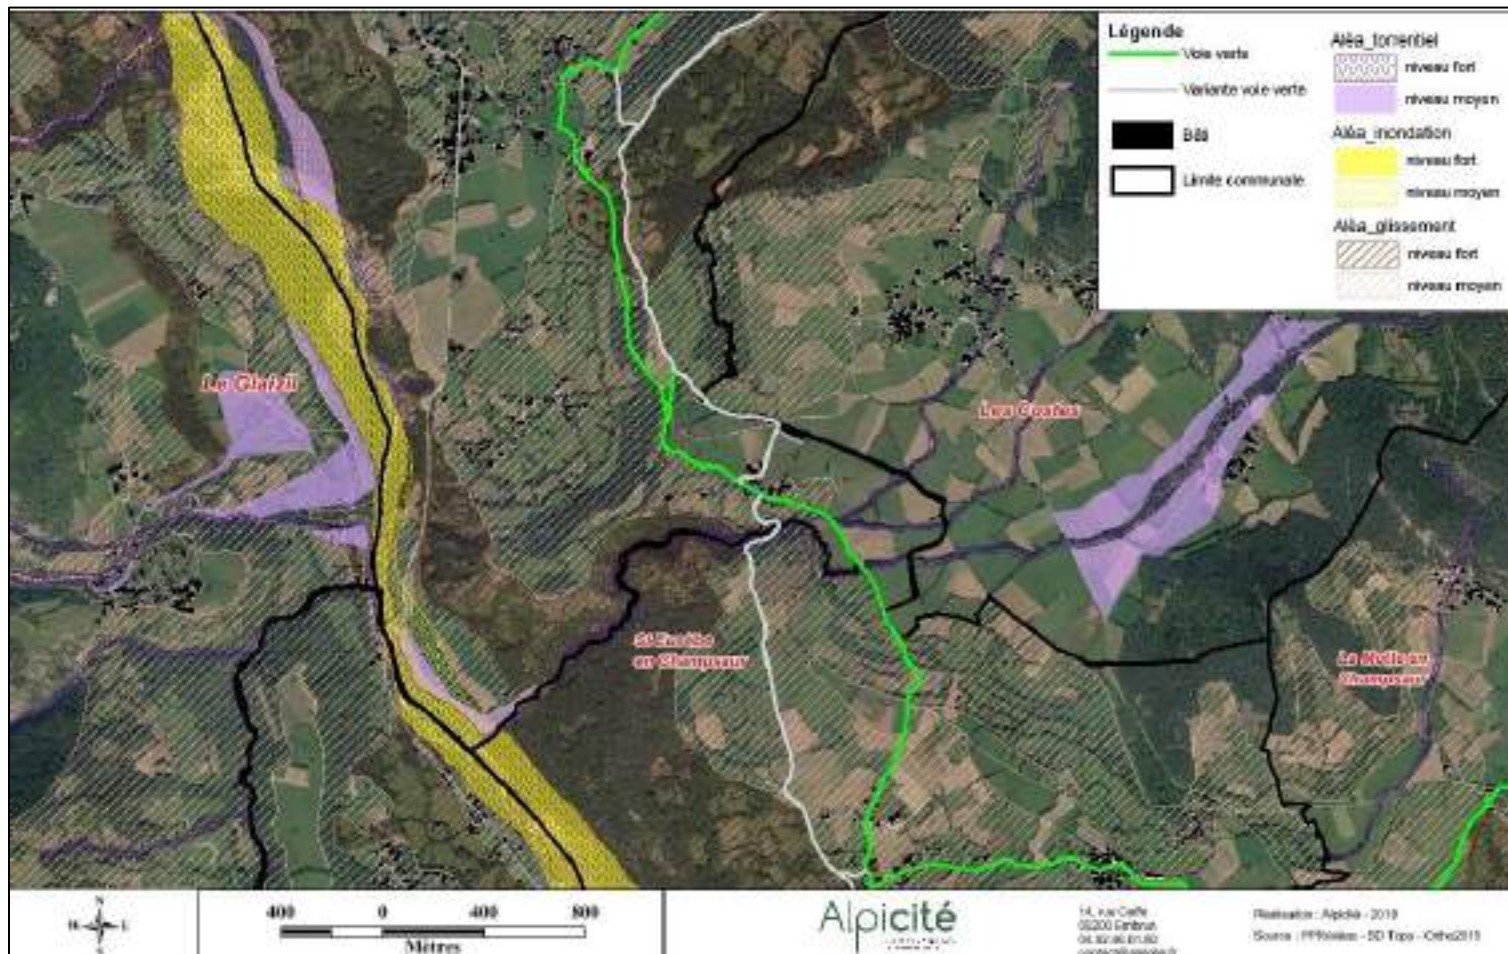 Légende
Voie verte
Variante voie verte
Bâti
Limite communale
Aléa_torrentiel
niveau fort
niveau moyen
Aléa_inondation
niveau fort
niveau moyen
Aléa_glissement
niveau fort
niveau moyen
Le Glaizil
Les Costes
St Eusèbe
en Champsaur
La Motte en
Champsaur
N
W E
S
400 0 400 800
Mètres
Alpicité
05200 Embrun
Réalisation : Alpicité - 2019